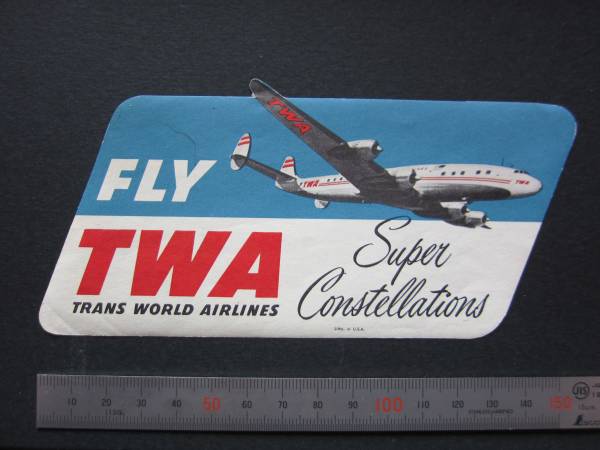 TWA
TWA
TWA
FLY
TWA
TRANS WORLD AIRLINES
Super
Constellations
LITHO. IN U.S.A.
10 20 30 40 50 60 70 80 90 100 110 120 130 140 150
JIS